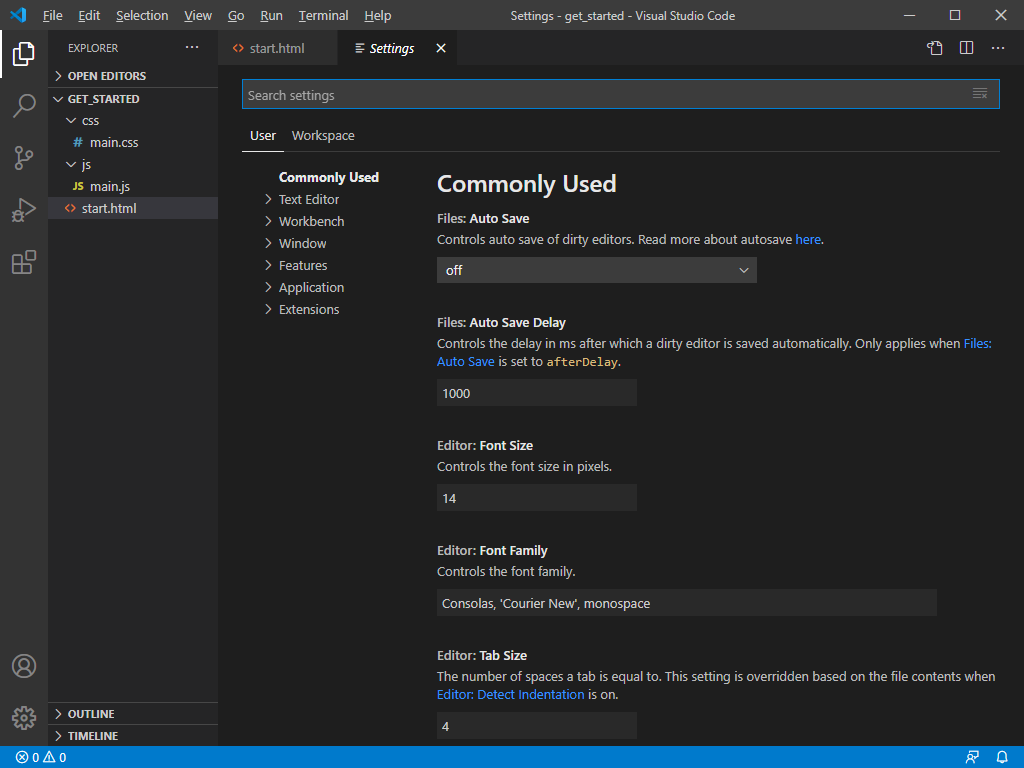 File Edit Selection View Go Run Terminal Help
Settings - get_started - Visual Studio Code
EXPLORER
start.html
Settings
OPEN EDITORS
GET_STARTED
css
# main.css
js
JS main.js
<> start.html
OUTLINE
TIMELINE
Search settings
User Workspace
Commonly Used
Text Editor
Workbench
Window
Features
Application
Extensions
Commonly Used
Files: Auto Save
Controls auto save of dirty editors. Read more about autosave here.
off
Files: Auto Save Delay
Controls the delay in ms after which a dirty editor is saved automatically. Only applies when Files:
Auto Save is set to afterDelay.
1000
Editor: Font Size
Controls the font size in pixels.
14
Editor: Font Family
Controls the font family.
Consolas, 'Courier New', monospace
Editor: Tab Size
The number of spaces a tab is equal to. This setting is overridden based on the file contents when
Editor: Detect Indentation is on.
4
0 0